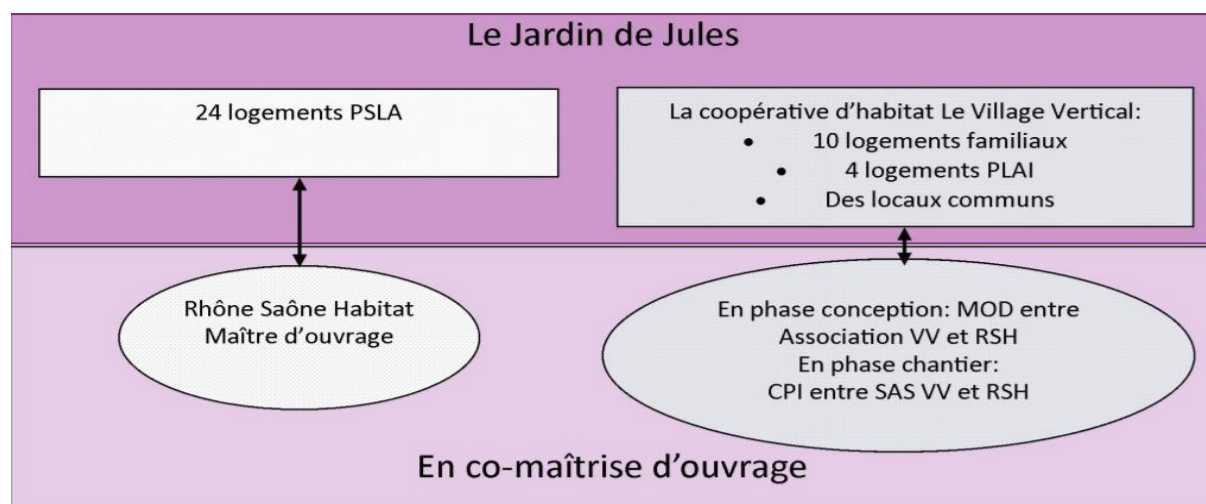 Le Jardin de Jules
24 logements PSLA
La coopérative d'habitat Le Village Vertical:
• 10 logements familiaux
• 4 logements PLAI
• Des locaux communs
Rhône Saône Habitat
Maître d'ouvrage
En phase conception: MOD entre
Association VV et RSH
En phase chantier:
CPI entre SAS VV et RSH
En co-maîtrise d'ouvrage